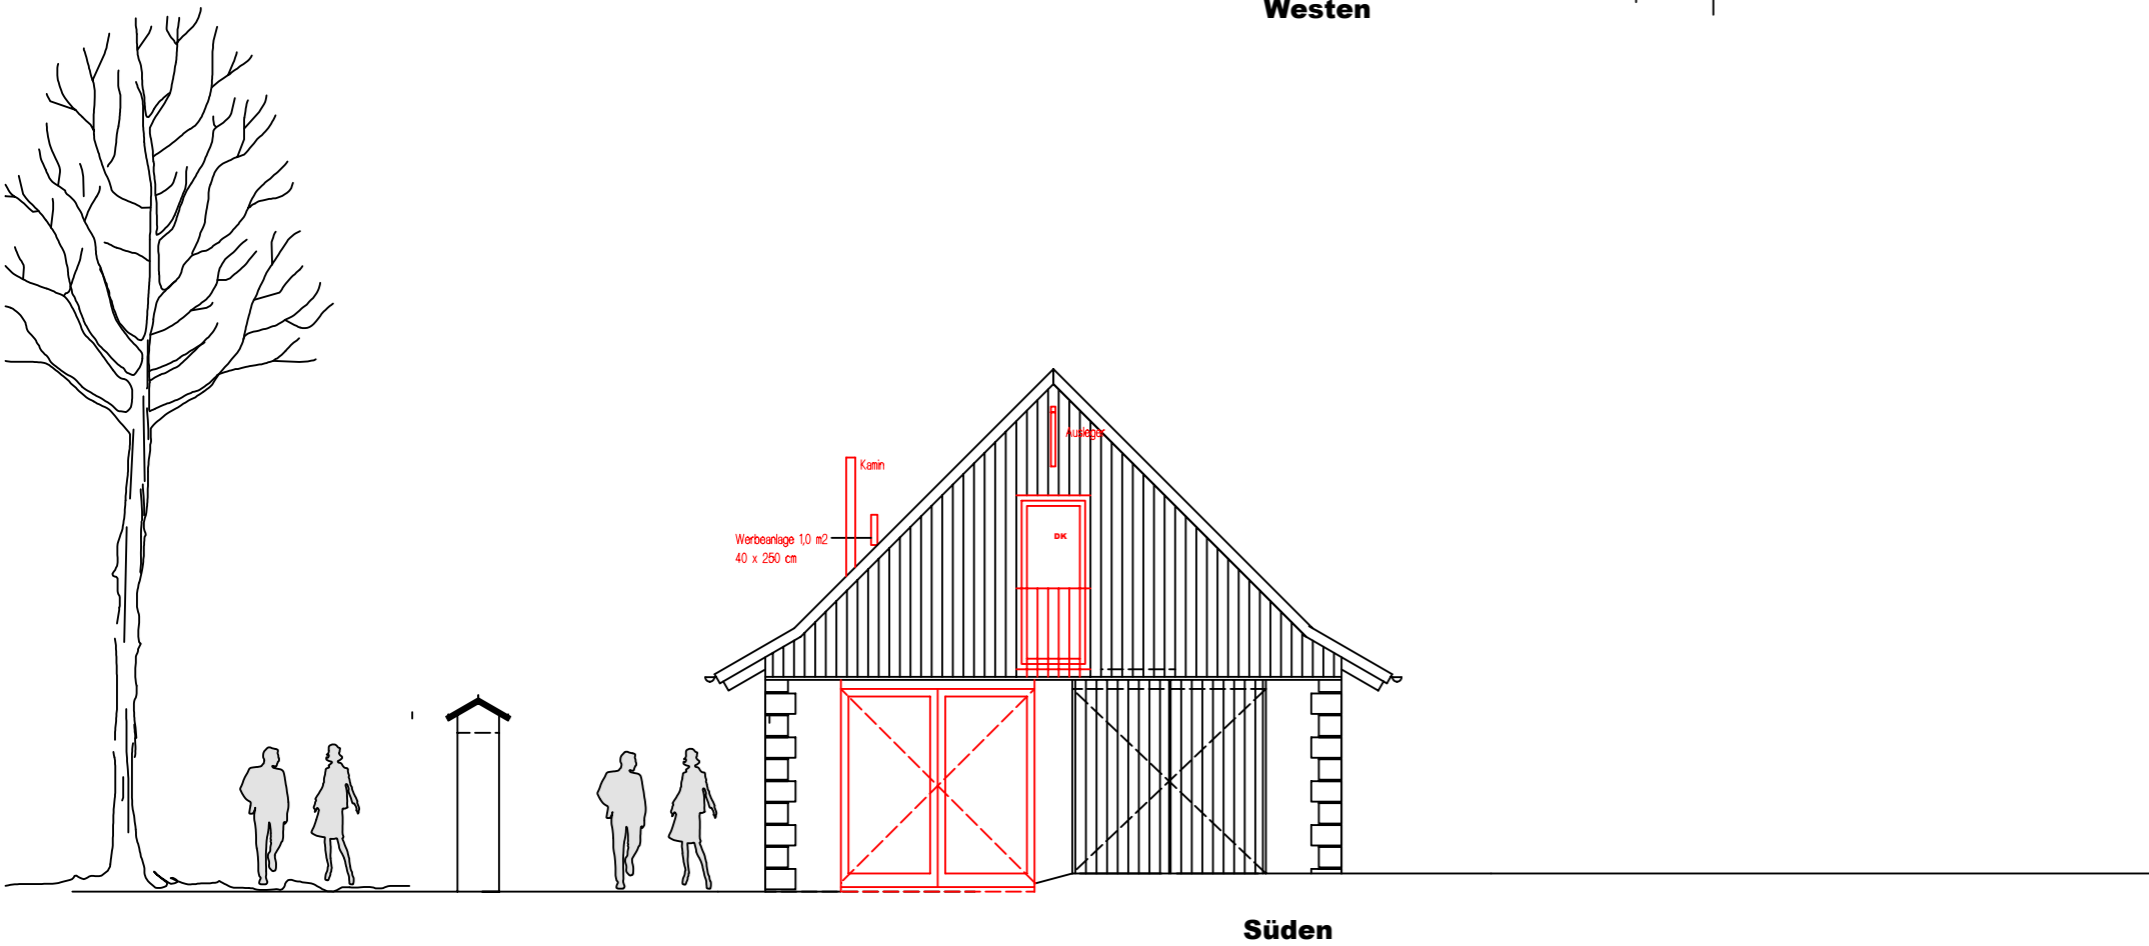 Westen
Ausleger
Kamin
DK
Werbeanlage 1,0 m2
40 x 250 cm
Süden